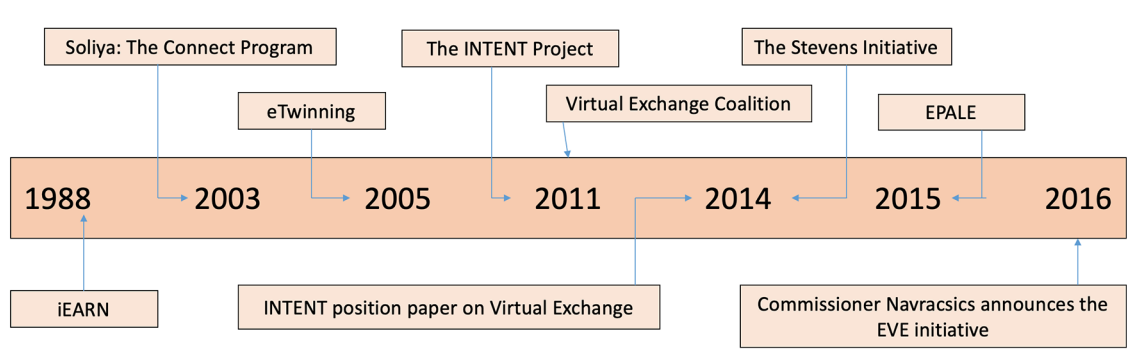 Soliya: The Connect Program
The INTENT Project
The Stevens Initiative
eTwinning
Virtual Exchange Coalition
EPALE
1988 2003 2005 2011 2014 2015 2016
iEARN
INTENT position paper on Virtual Exchange
Commissioner Navracsics announces the
EVE initiative